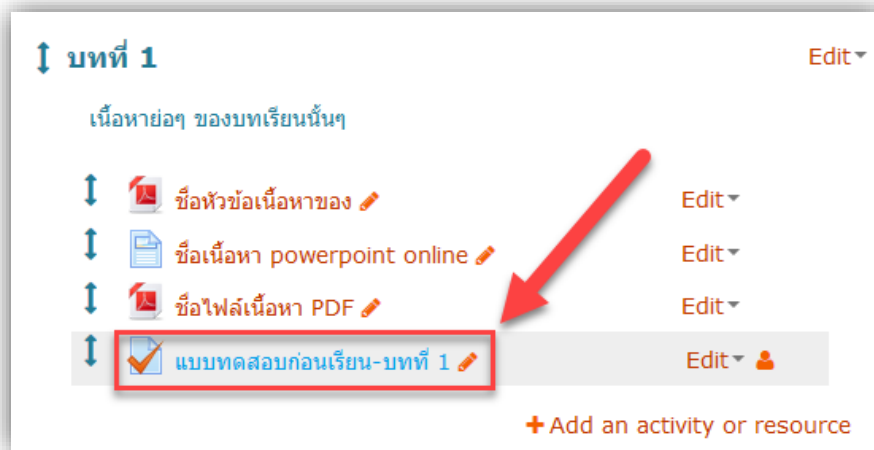 บทที่ 1 Edit
เนื้อหาย่อๆ ของบทเรียนนั้นๆ
ชื่อหัวข้อเนื้อหาของ Edit
ชื่อเนื้อหา powerpoint online Edit
ชื่อไฟล์เนื้อหา PDF Edit
แบบทดสอบก่อนเรียน-บทที่ 1 Edit
+ Add an activity or resource